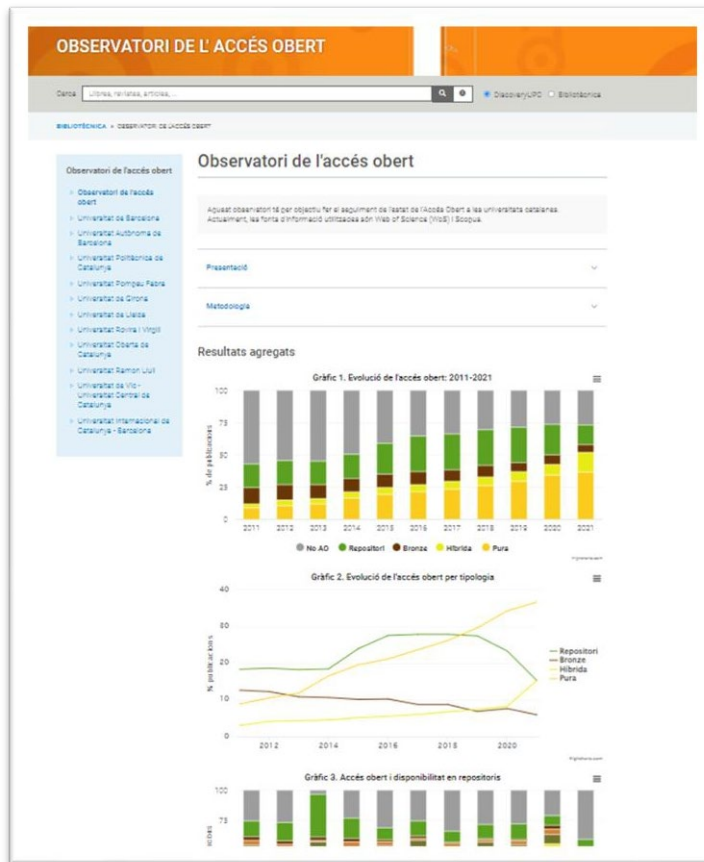 OBSERVATORI DE L' ACCÉS OBERT
Cerca
Llibres, revistes, articles, ...
DiscoveryUPC
Bibliotècnica
BIBLIOTÈCNICA » OBSERVATORI DE L'ACCÉS OBERT
Observatori de l'accés obert
Observatori de l'accés
obert
Universitat de Barcelona
Universitat Autònoma de
Barcelona
Universitat Politècnica de
Catalunya
Universitat Pompeu Fabra
Universitat de Girona
Universitat de Lleida
Universitat Rovira i Virgili
Universitat Oberta de
Catalunya
Universitat Ramon Llull
Universitat de Vic -
Universitat Central de
Catalunya
Universitat Internacional de
Catalunya - Barcelona
Observatori de l'accés obert
Aquest observatori té per objectiu fer el seguiment de l'estat de l'Accés Obert a les universitats catalanes.
Actualment, les fonts d'informació utilitzades són Web of Science (WoS) i Scopus.
Presentació
Metodologia
Resultats agregats
Gràfic 1. Evolució de l'accés obert: 2011-2021
% de publicacions
100
75
50
25
0
2011 2012 2013 2014 2015 2016 2017 2018 2019 2020 2021
No AO Repositori Bronze Híbrida Pura
Highcharts.com
Gràfic 2. Evolució de l'accés obert per tipologia
% publicacions
40
30
20
10
0
2012 2014 2016 2018 2020
Repositori
Bronze
Híbrida
Pura
Highcharts.com
Gràfic 3. Accés obert i disponibilitat en repositoris
100
75